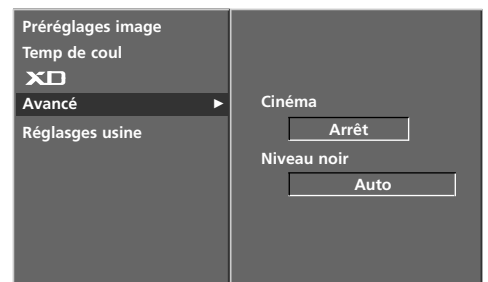 Préréglages image
Temp de coul
XD
Avancé ►
Réglasges usine
Cinéma
Arrêt
Niveau noir
Auto